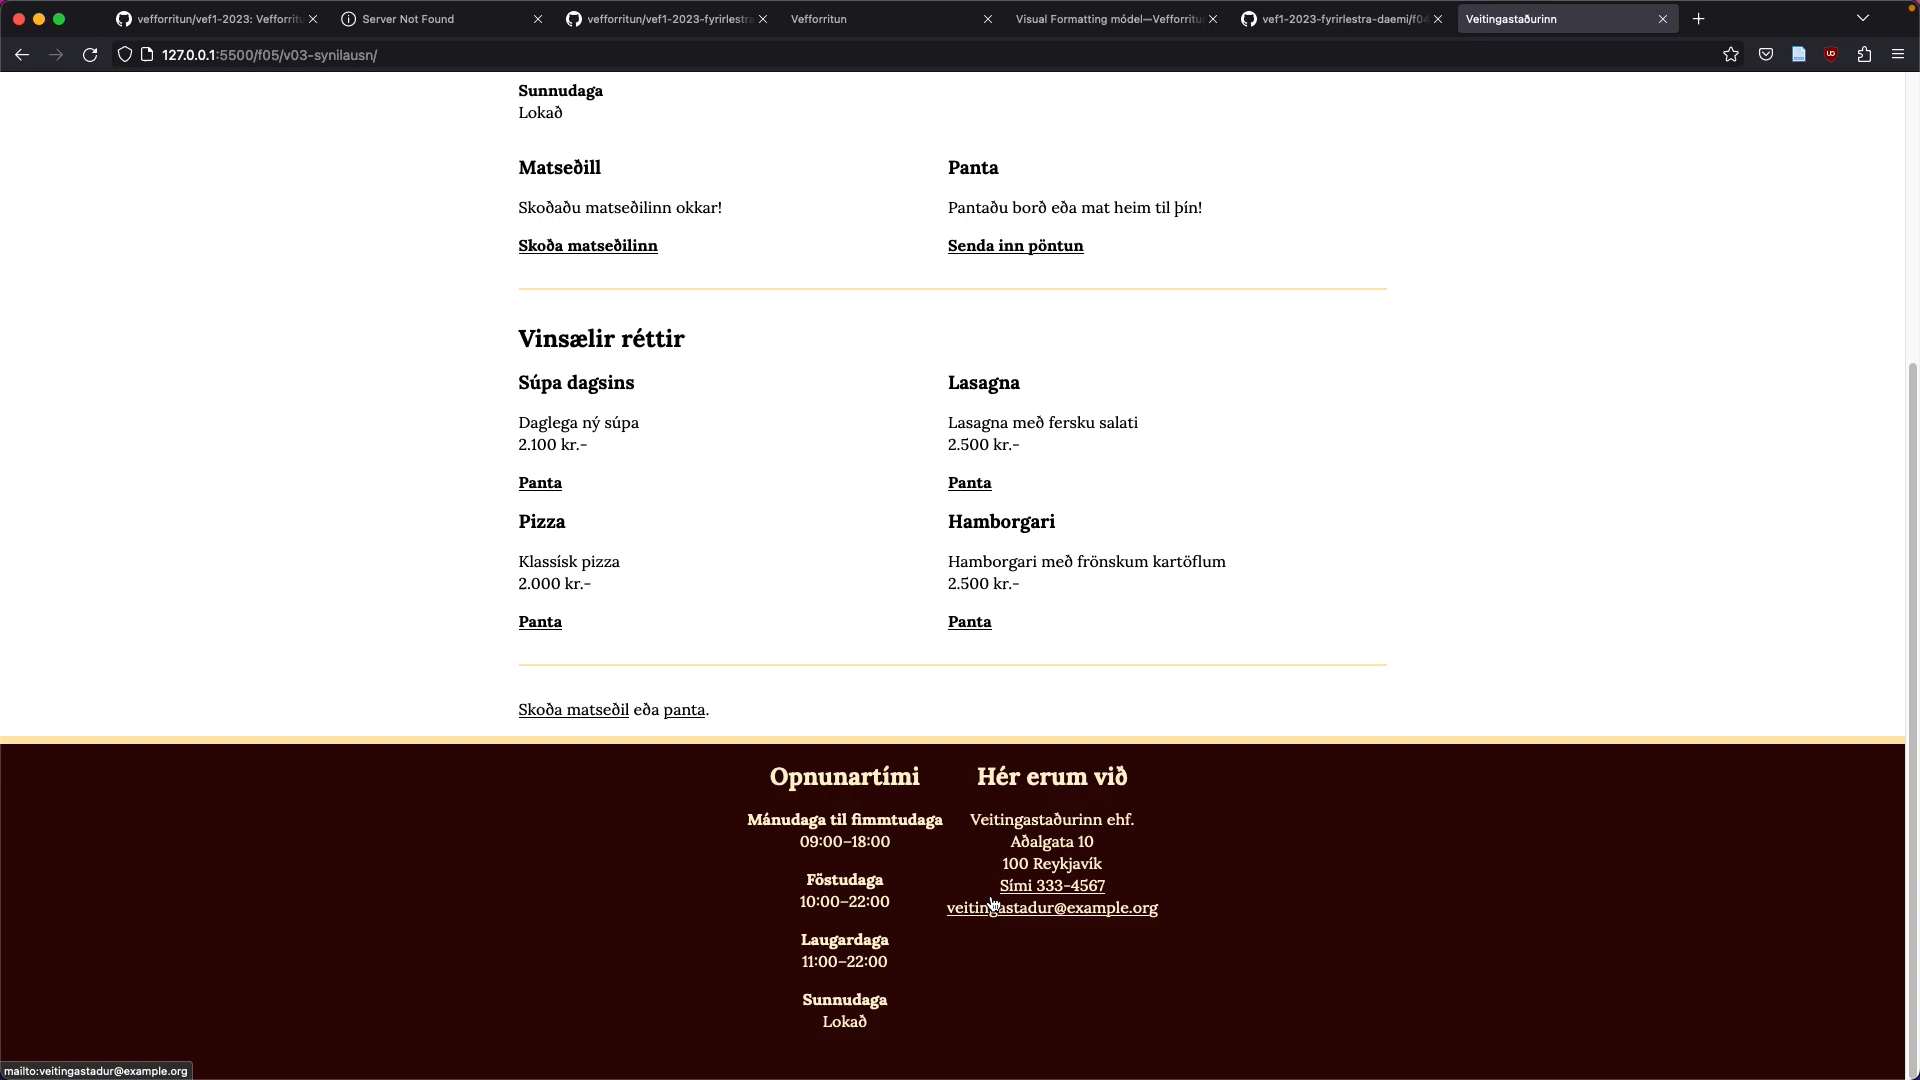 vefforritun/vef1-2023: Vefforritu
Server Not Found
vefforritun/vef1-2023-fyrirlestra
Vefforritun
Visual Formatting módel—Vefforritu
vef1-2023-fyrirlestra-daemi/f04
Veitingastaðurinn
127.0.0.1:5500/f05/v03-synilausn/
Sunnudaga
Lokað
Matseðill
Skoðaðu matseðilinn okkar!
Skoða matseðilinn
Panta
Pantaðu borð eða mat heim til þín!
Senda inn pöntun
Vinsælir réttir
Súpa dagsins
Daglega ný súpa
2.100 kr.-
Panta
Lasagna
Lasagna með fersku salati
2.500 kr.-
Panta
Pizza
Klassísk pizza
2.000 kr.-
Panta
Hamborgari
Hamborgari með frönskum kartöflum
2.500 kr.-
Panta
Skoða matseðil eða panta.
Opnunartími
Mánudaga til fimmtudaga
09:00–18:00
Föstudaga
10:00–22:00
Laugardaga
11:00–22:00
Sunnudaga
Lokað
Hér erum við
Veitingastaðurinn ehf.
Aðalgata 10
100 Reykjavík
Sími 333-4567
veitingastadur@example.org
mailto:veitingastadur@example.org